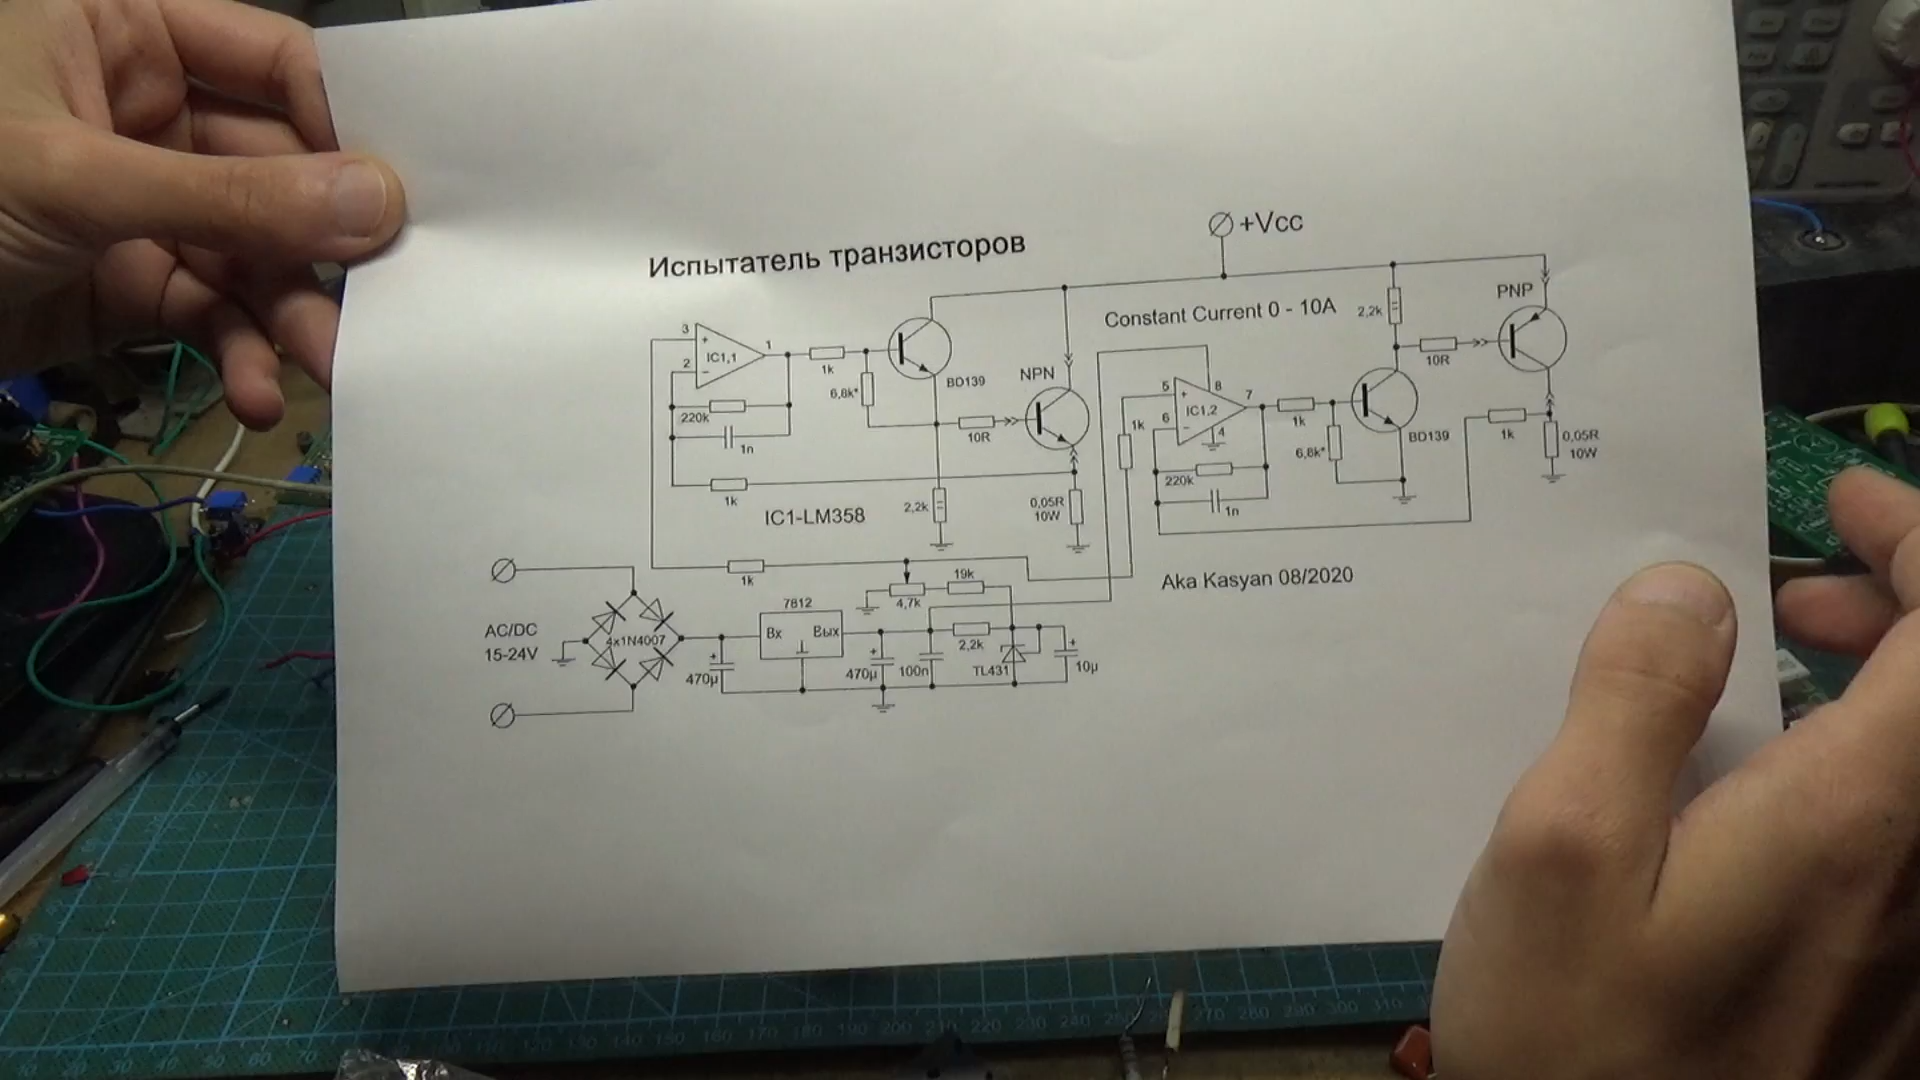 Испытатель транзисторов
+Vcc
Constant Current 0 - 10A
PNP
2,2k
10R
3
+
IC1,1
1
2
−
1k
6,8k*
BD139
NPN
10R
220k
1n
1k
IC1-LM358
2,2k
0,05R
10W
5
+
8
7
IC1,2
6
−
4
1k
1k
6,8k*
BD139
220k
1n
1k
0,05R
10W
Aka Kasyan 08/2020
1k
4,7k
19k
AC/DC
15-24V
4x1N4007
+
470µ
7812
Вх
Вых
+
470µ
100n
2,2k
TL431
+
10µ